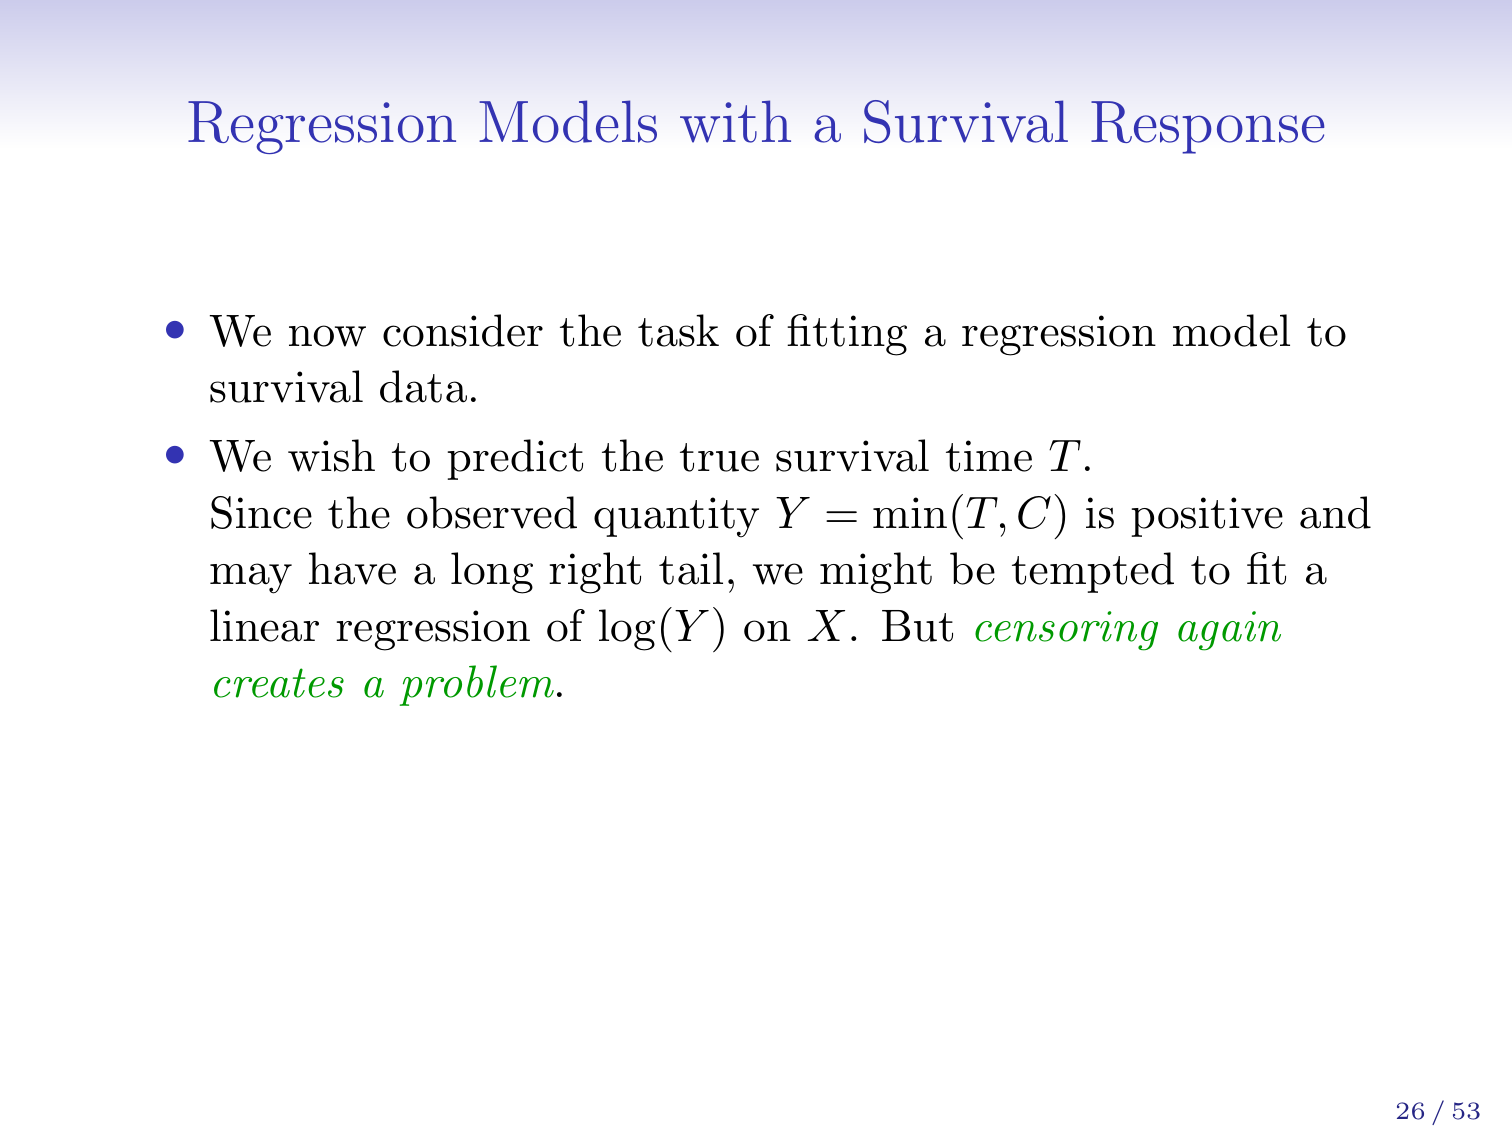 Regression Models with a Survival Response
• We now consider the task of fitting a regression model to
survival data.
• We wish to predict the true survival time T.
Since the observed quantity Y = min(T, C) is positive and
may have a long right tail, we might be tempted to fit a
linear regression of log(Y) on X. But censoring again
creates a problem.
26 / 53